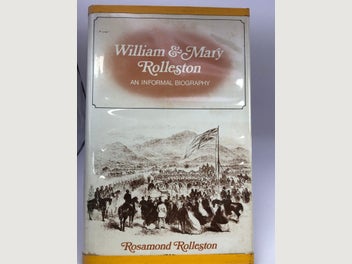 William & Mary
Rolleston
AN INFORMAL BIOGRAPHY
Rosamond Rolleston